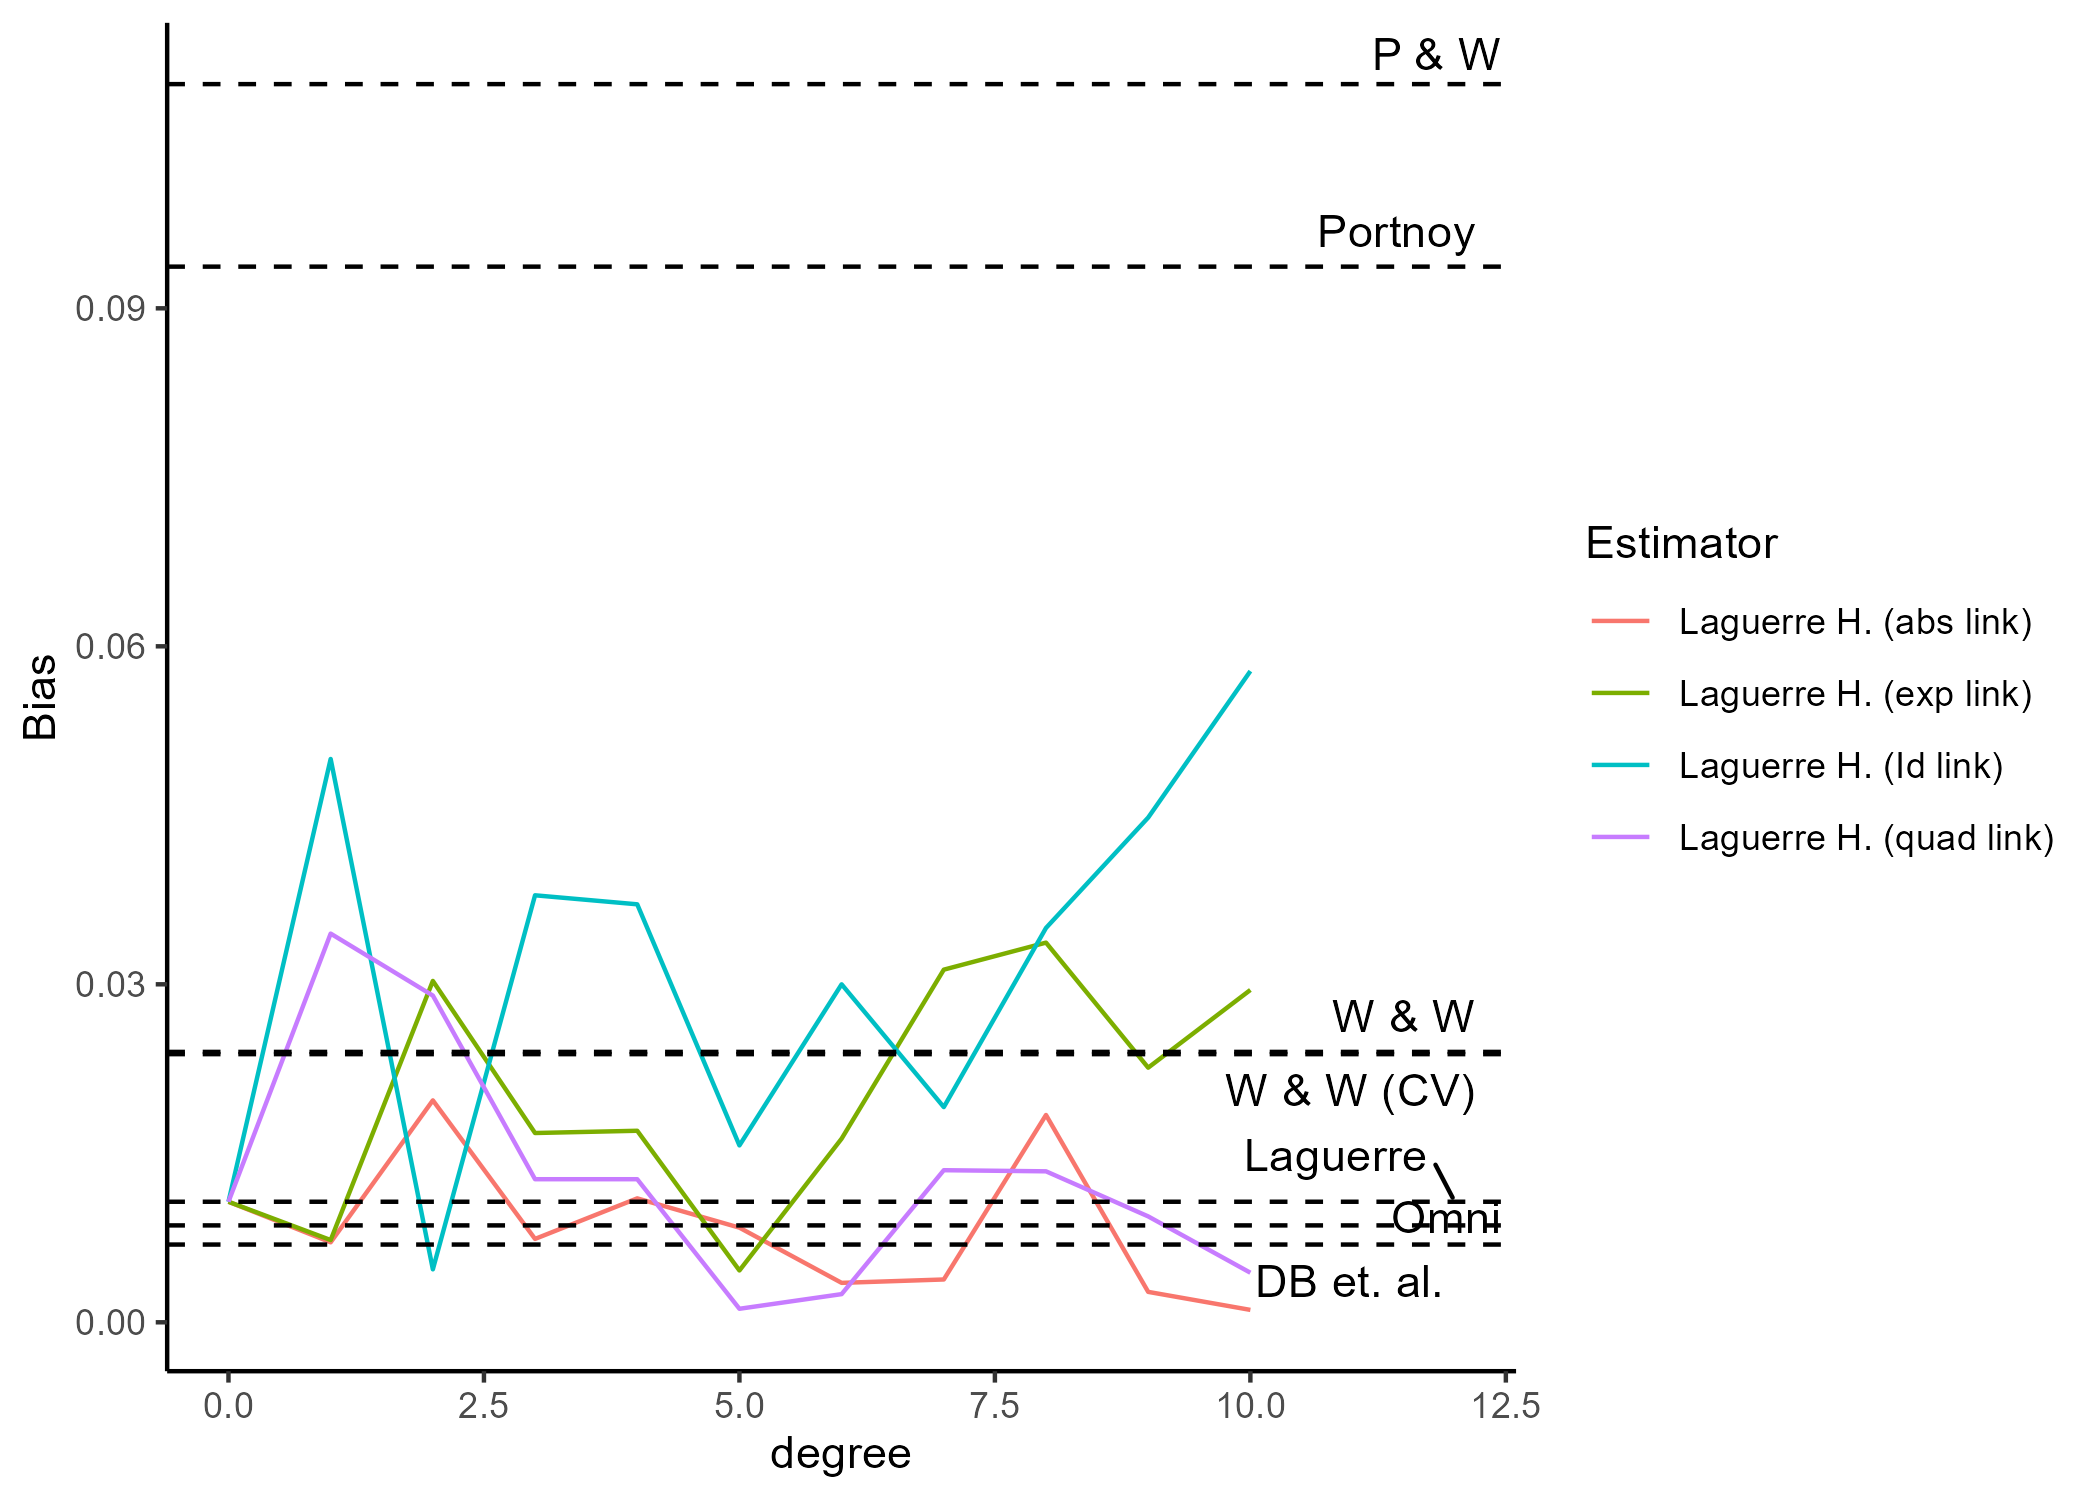 P & W
Portnoy
0.09
0.06
0.03
0.00
Bias
W & W
W & W (CV)
Laguerre
Omni
DB et. al.
0.0 2.5 5.0 7.5 10.0 12.5
degree
Estimator
Laguerre H. (abs link)
Laguerre H. (exp link)
Laguerre H. (Id link)
Laguerre H. (quad link)